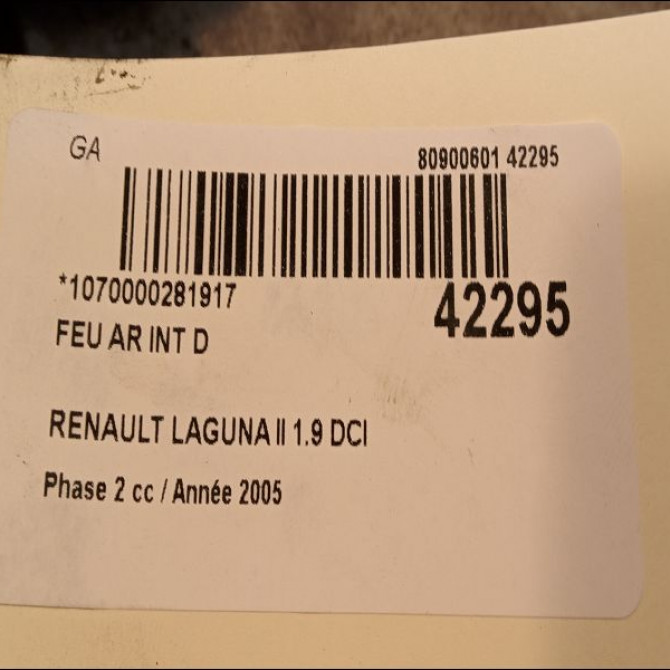 GA
80900601 42295
*1070000281917
42295
FEU AR INT D
RENAULT LAGUNA II 1.9 DCI
Phase 2 cc / Année 2005